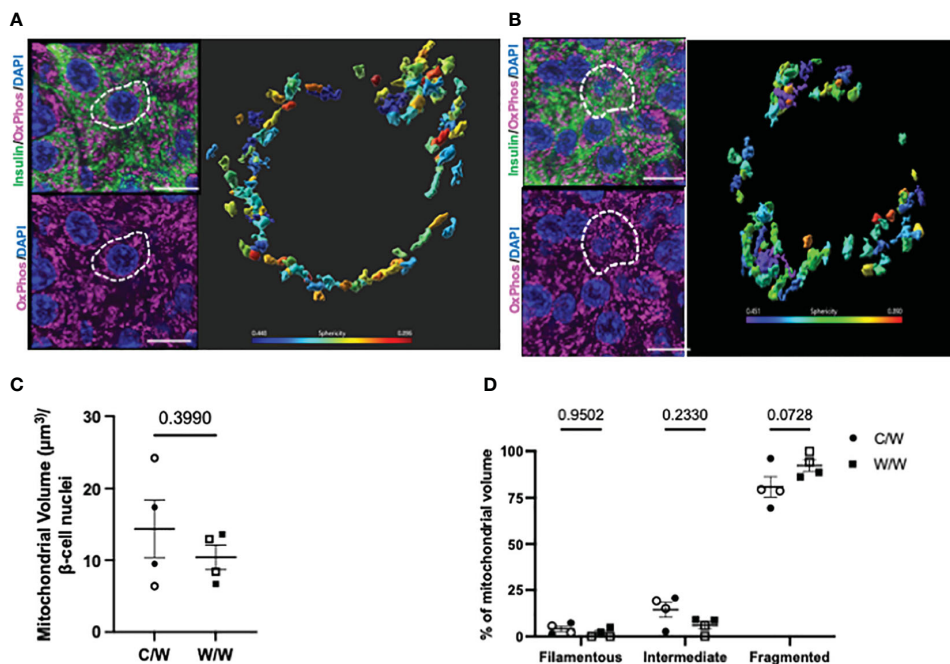 A
B
Insulin/OxPhos/DAPI
OxPhos/DAPI
0.448 Sphericity 0.896
Insulin/OxPhos/DAPI
OxPhos/DAPI
0.451 Sphericity 0.890
C
D
Mitochondrial Volume (µm³)/
β-cell nuclei
30
20
10
0
0.3990
C/W W/W
% of mitochondrial volume
100
75
50
25
0
0.9502 0.2330 0.0728
C/W
W/W
Filamentous Intermediate Fragmented